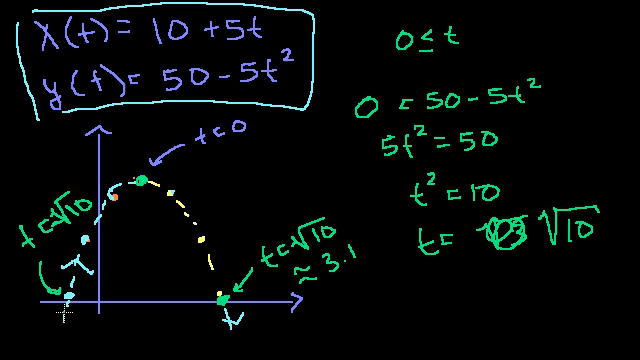 x(t) = 10 + 5t
y(t) = 50 - 5t²
0 ≤ t
0 = 50 - 5t²
5t² = 50
t² = 10
t = √10
t = 0
t = -√10
t = √10
≈ 3.1